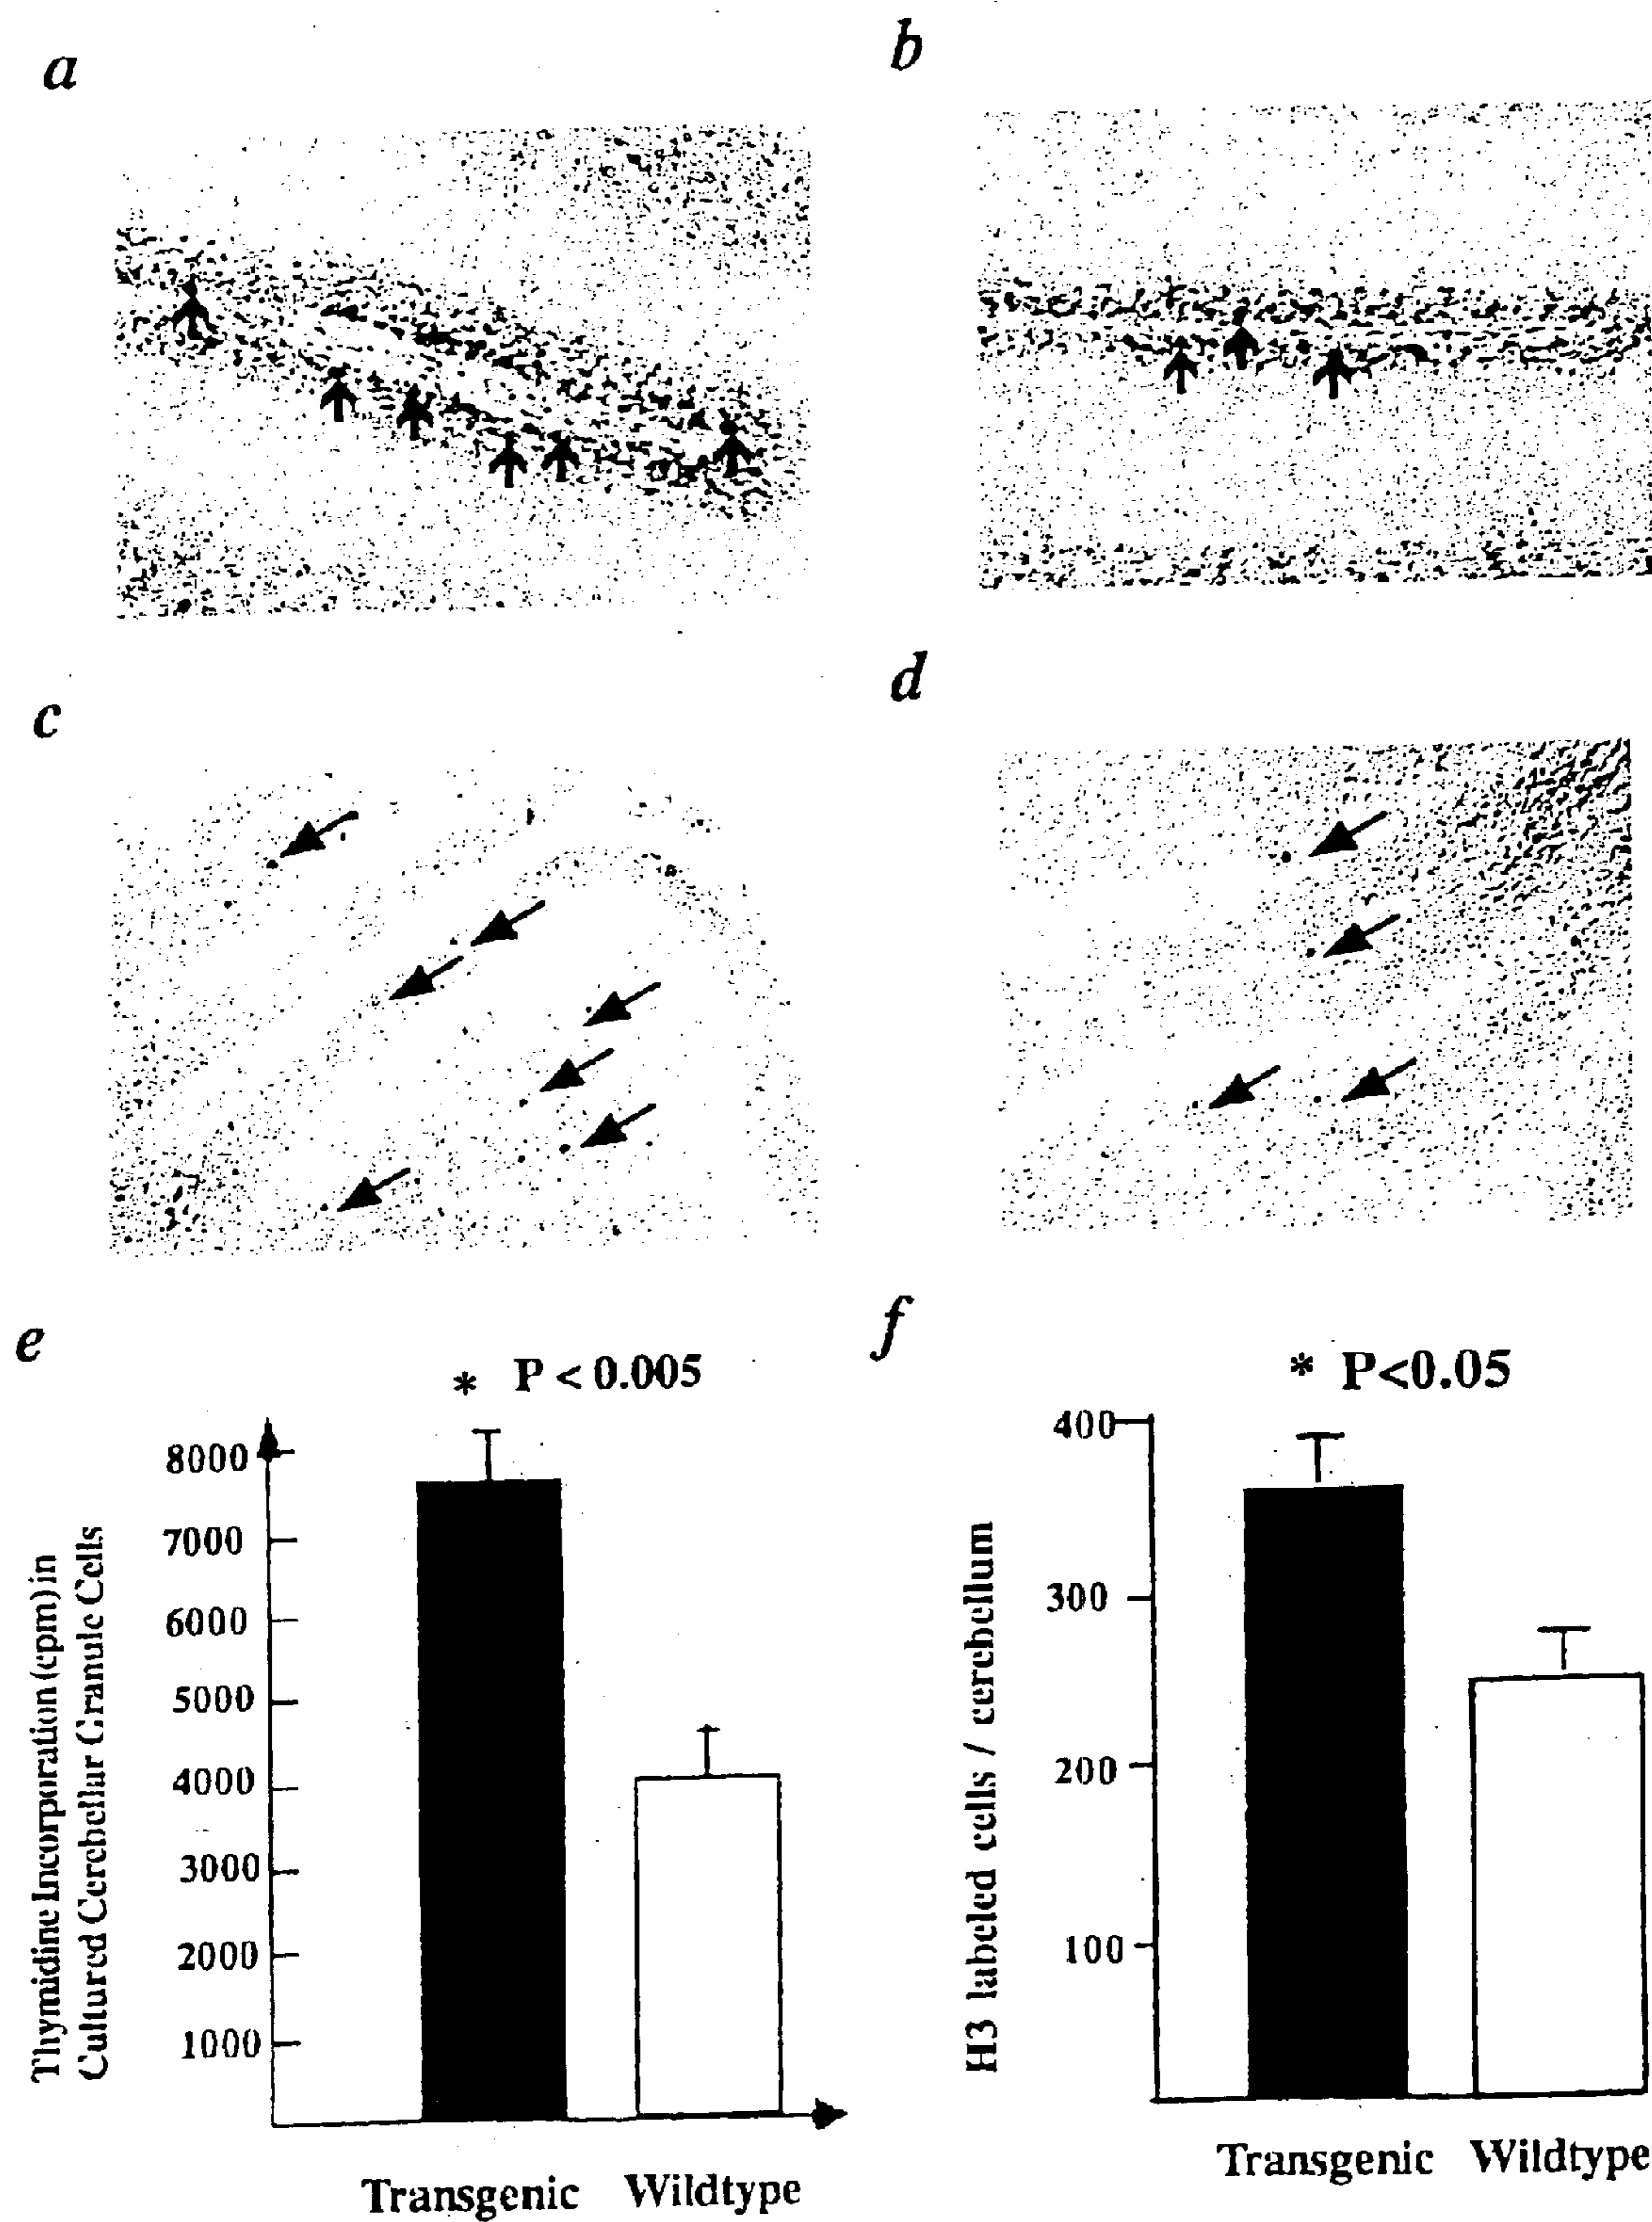 a
b
c
d
e
* P < 0.005
8000
7000
6000
5000
4000
3000
2000
1000
Thymidine Incorporation (cpm) in
Cultured Cerebellar Granule Cells
Transgenic Wildtype
f
* P<0.05
400
300
200
100
H3 labeled cells / cerebellum
Transgenic Wildtype